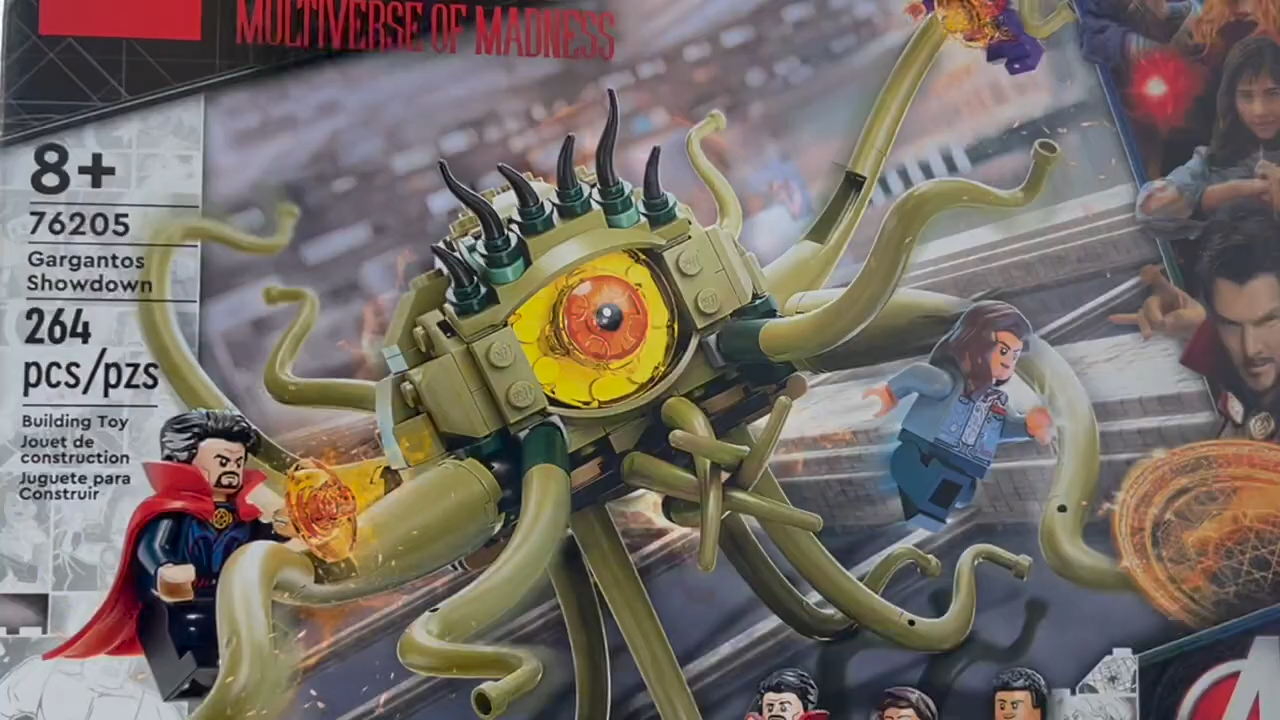 MULTIVERSE OF MADNESS
8+
76205
Gargantos
Showdown
264
pcs/pzs
Building Toy
Jouet de
construction
Juguete para
Construir